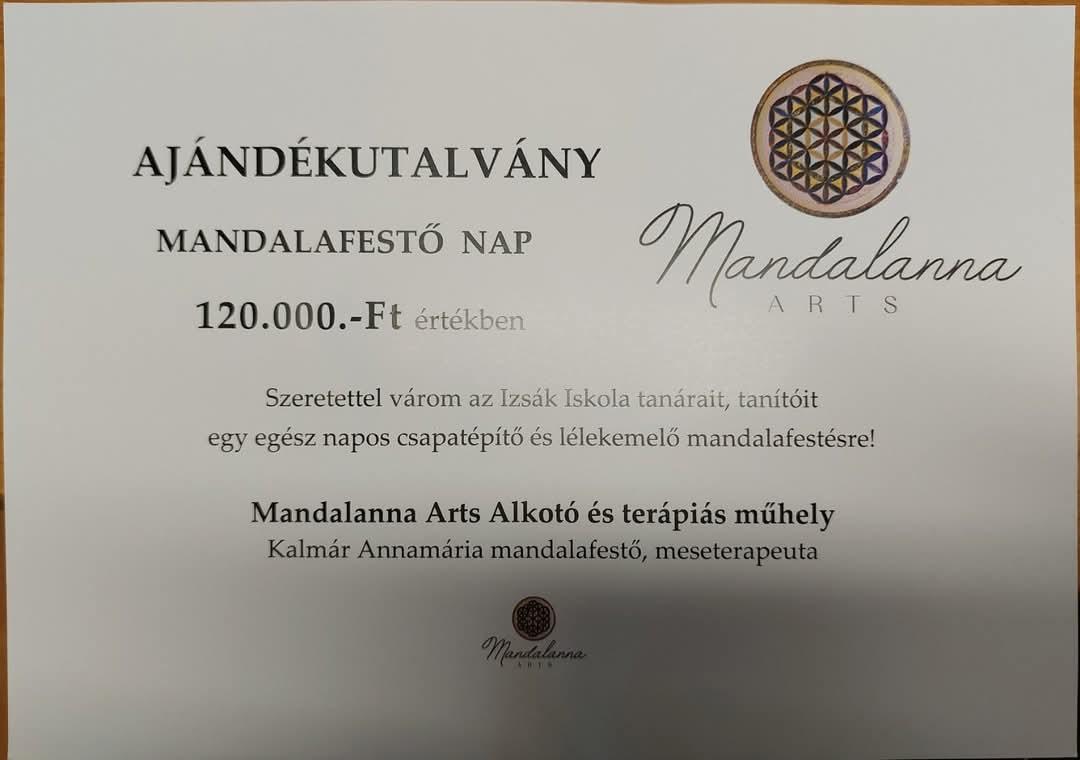 AJÁNDÉKUTALVÁNY
MANDALAFESTŐ NAP
120.000.-Ft értékben
Mandalanna
ARTS
Szeretettel várom az Izsák Iskola tanárait, tanítóit
egy egész napos csapatépítő és lélekemelő mandalafestésre!
Mandalanna Arts Alkotó és terápiás műhely
Kalmár Annamária mandalafestő, meseterapeuta
Mandalanna
ARTS